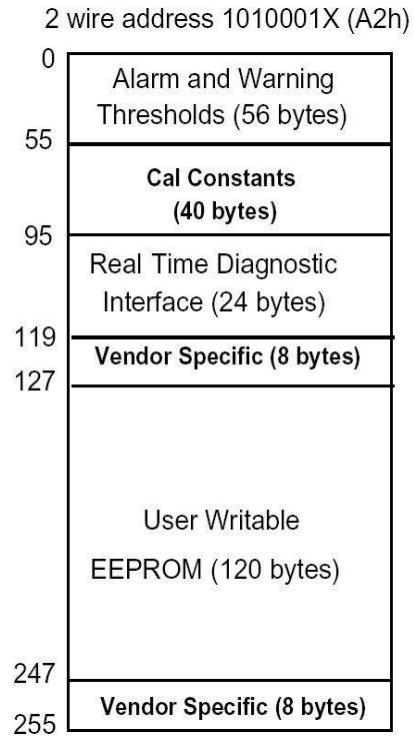 2 wire address 1010001X (A2h)
0
Alarm and Warning
Thresholds (56 bytes)
55
Cal Constants
(40 bytes)
95
Real Time Diagnostic
Interface (24 bytes)
119
Vendor Specific (8 bytes)
127
User Writable
EEPROM (120 bytes)
247
Vendor Specific (8 bytes)
255